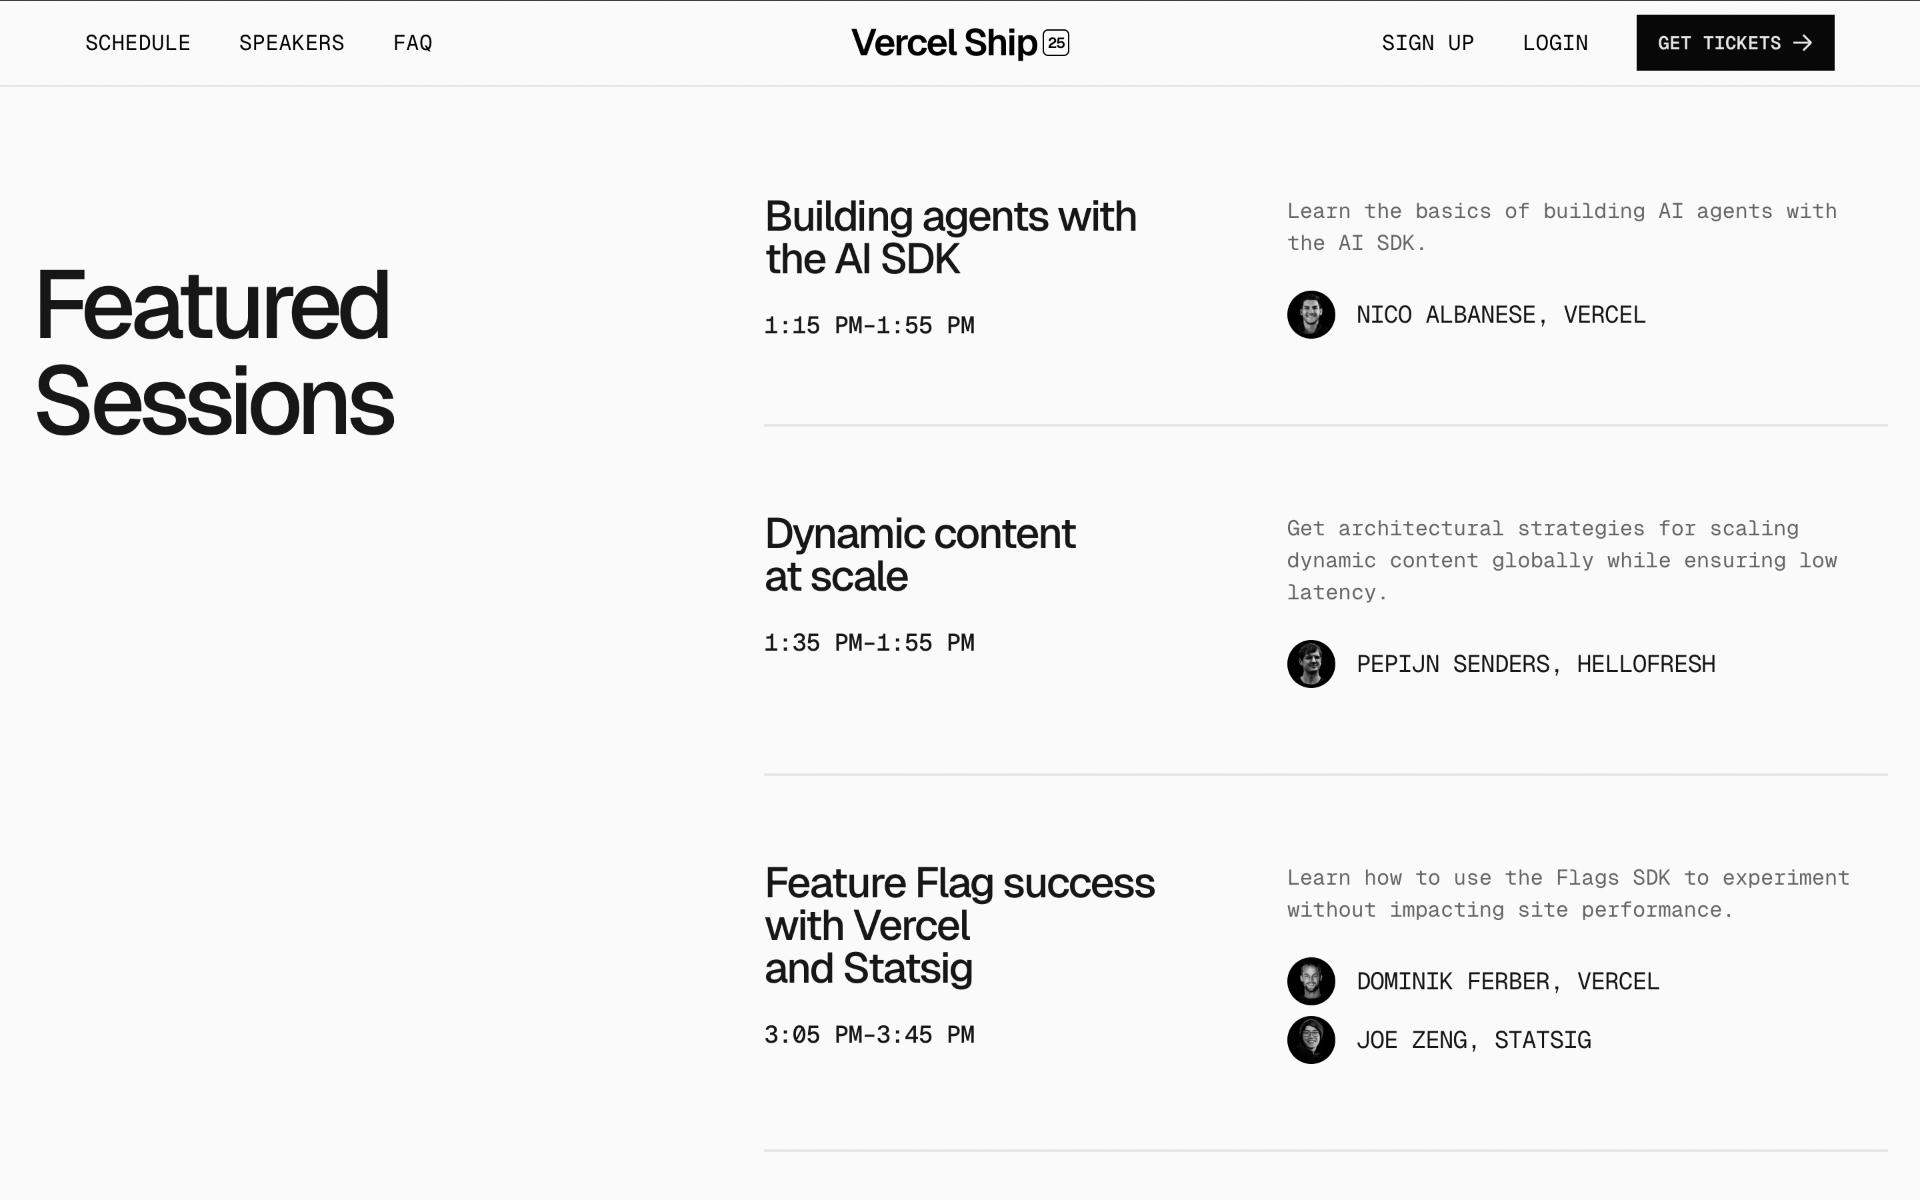 SCHEDULE SPEAKERS FAQ Vercel Ship 25 SIGN UP LOGIN GET TICKETS →
Featured
Sessions
Building agents with
the AI SDK
1:15 PM–1:55 PM
Learn the basics of building AI agents with
the AI SDK.
NICO ALBANESE, VERCEL
Dynamic content
at scale
1:35 PM–1:55 PM
Get architectural strategies for scaling
dynamic content globally while ensuring low
latency.
PEPIJN SENDERS, HELLOFRESH
Feature Flag success
with Vercel
and Statsig
3:05 PM–3:45 PM
Learn how to use the Flags SDK to experiment
without impacting site performance.
DOMINIK FERBER, VERCEL
JOE ZENG, STATSIG